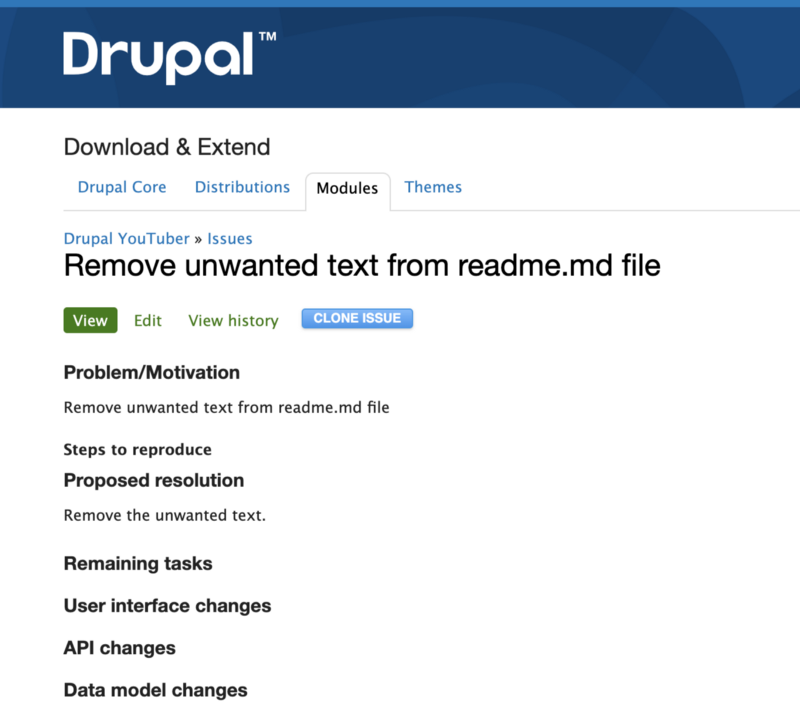 Drupal™
Download & Extend
Drupal Core Distributions Modules Themes
Drupal YouTuber » Issues
Remove unwanted text from readme.md file
View Edit View history CLONE ISSUE
Problem/Motivation
Remove unwanted text from readme.md file
Steps to reproduce
Proposed resolution
Remove the unwanted text.
Remaining tasks
User interface changes
API changes
Data model changes